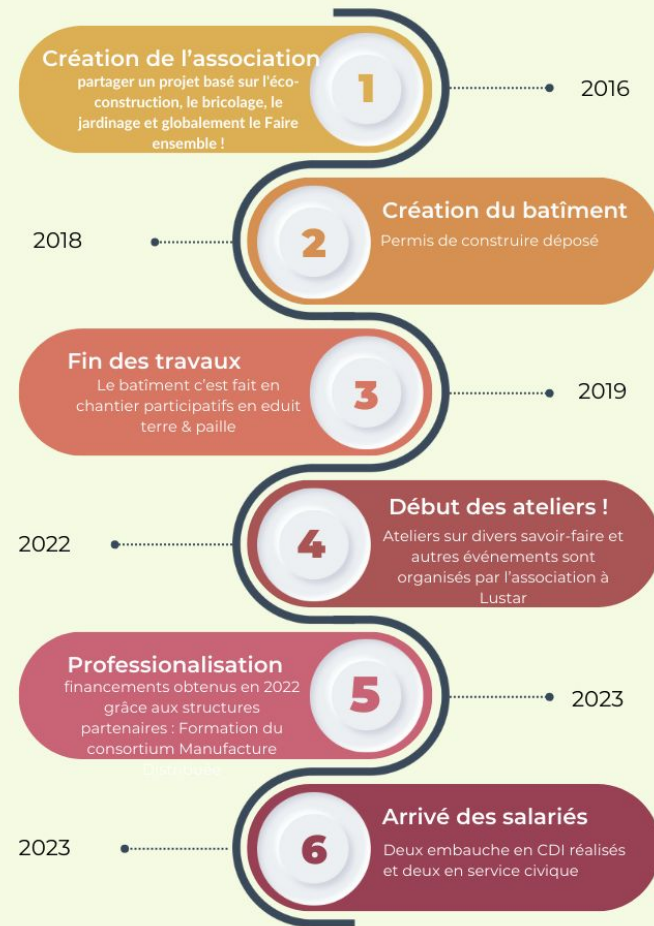 Création de l'association
partager un projet basé sur l'éco-
construction, le bricolage, le
jardinage et globalement le Faire
ensemble !
1
2016
2018
2
Création du batîment
Permis de construire déposé
Fin des travaux
Le batîment c'est fait en
chantier participatifs en eduit
terre & paille
3
2019
2022
4
Début des ateliers !
Ateliers sur divers savoir-faire et
autres événements sont
organisés par l'association à
Lustar
Professionalisation
financements obtenus en 2022
grâce aux structures
partenaires : Formation du
consortium Manufacture
5
2023
2023
6
Arrivé des salariés
Deux embauche en CDI réalisés
et deux en service civique